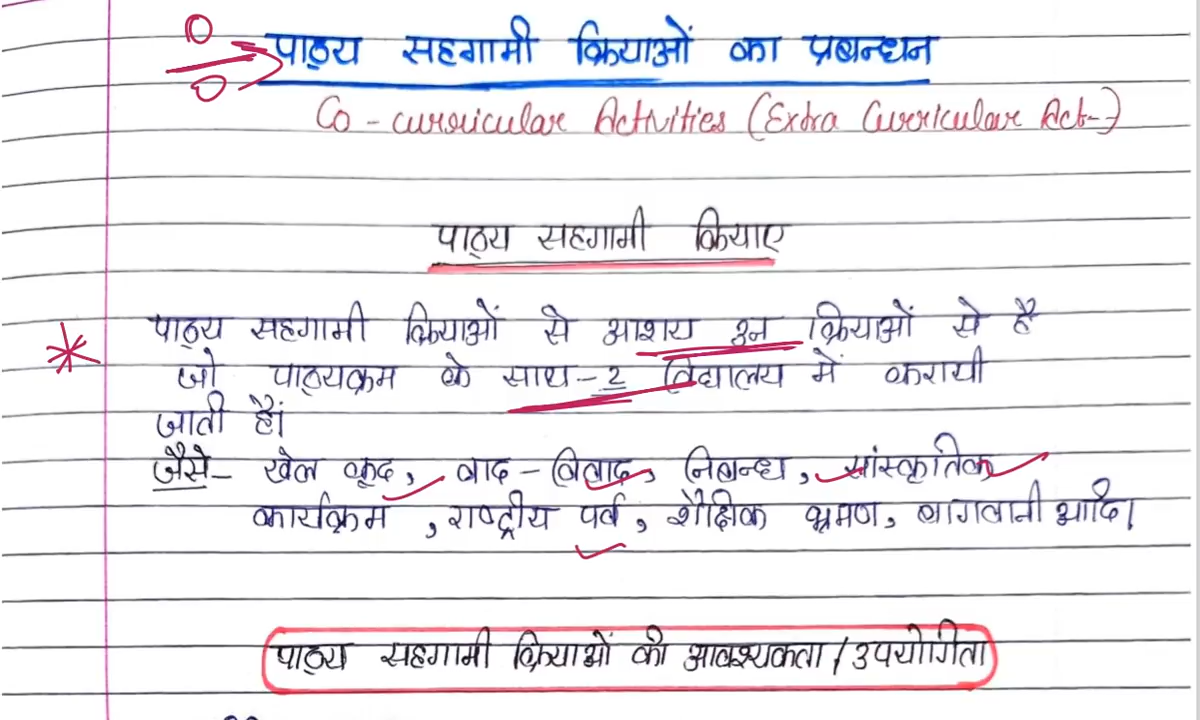 पाठ्य सहगामी क्रियाओं का प्रबन्धन
Co-curricular Activities (Extra Curricular Act-)
पाठ्य सहगामी क्रियाए
पाठ्य सहगामी क्रियाओं से आशय उन क्रियाओं से है
जो पाठ्यक्रम के साथ-2 विद्यालय में करायी
जाती हैं।
जैसे- खेल कूद, वाद-विवाद, निबन्ध, सांस्कृतिक
कार्यक्रम, राष्ट्रीय पर्व, शैक्षिक भ्रमण, बागवानी आदि।
पाठ्य सहगामी क्रियाओं की आवश्यकता/उपयोगिता